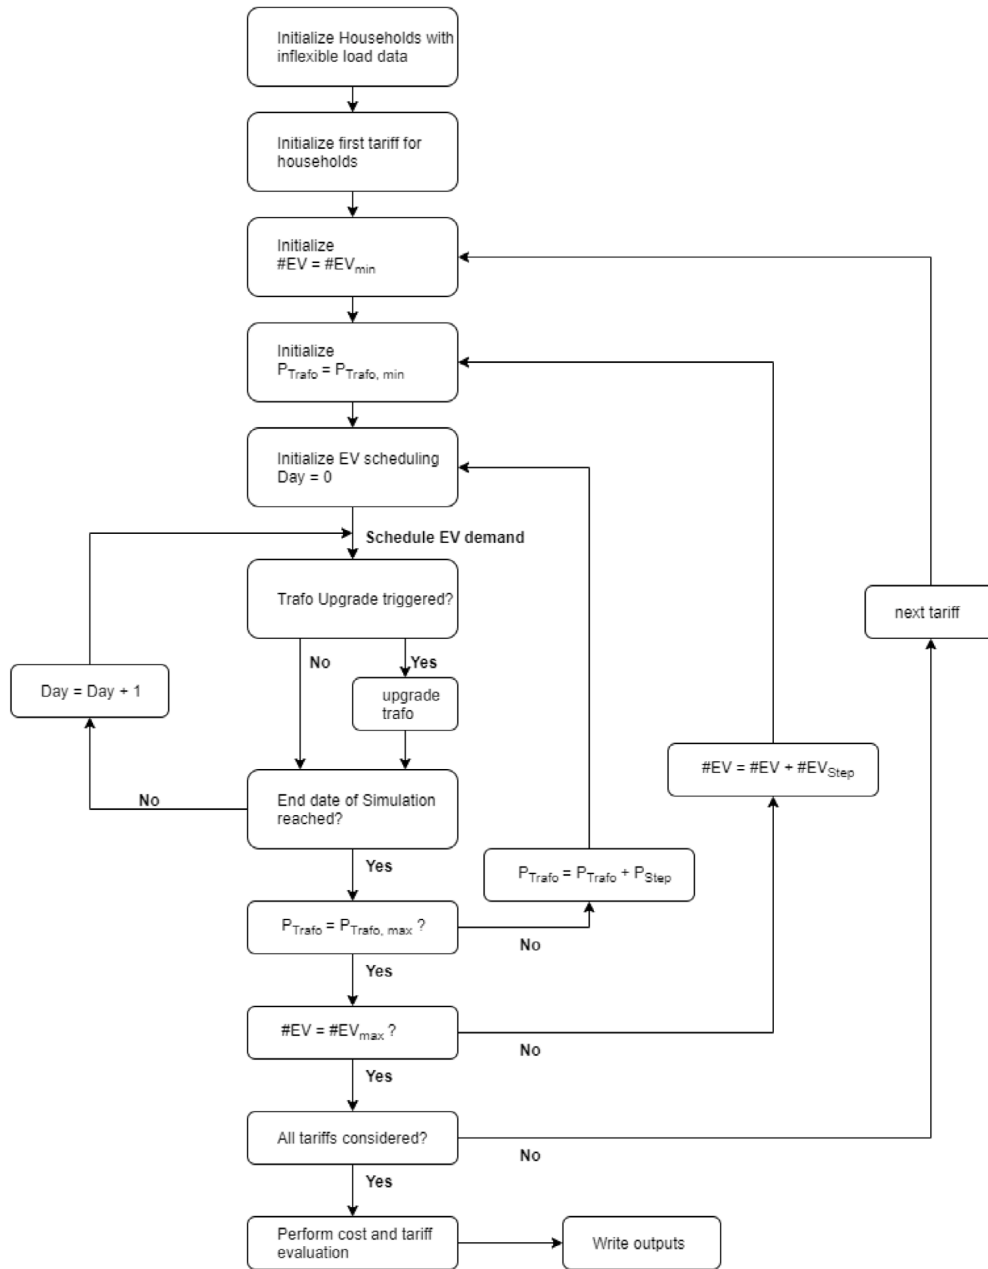 Initialize Households with
inflexible load data
Initialize first tariff for
households
Initialize
#EV = #EVmin
Initialize
PTrafo = PTrafo, min
Initialize EV scheduling
Day = 0
Schedule EV demand
Trafo Upgrade triggered?
next tariff
No
Yes
Day = Day + 1
upgrade
trafo
#EV = #EV + #EVStep
No
End date of Simulation
reached?
Yes
PTrafo = PTrafo + PStep
PTrafo = PTrafo, max ?
No
Yes
#EV = #EVmax ?
No
Yes
All tariffs considered?
No
Yes
Perform cost and tariff
evaluation
Write outputs